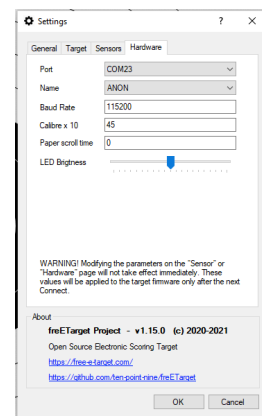 Settings ? ×
General Target Sensors Hardware
Port COM23
Name ANON
Baud Rate 115200
Calibre x 10 45
Paper scroll time 0
LED Brigtness
WARNING! Modifying the parameters on the "Sensor" or
"Hardware" page will not take effect immediately. These
values will be applied to the target firmware only after the next
Connect.
About
freETarget Project - v1.15.0 (c) 2020-2021
Open Source Electronic Scoring Target
https://free-e-target.com/
https://github.com/ten-point-nine/freETarget
OK Cancel